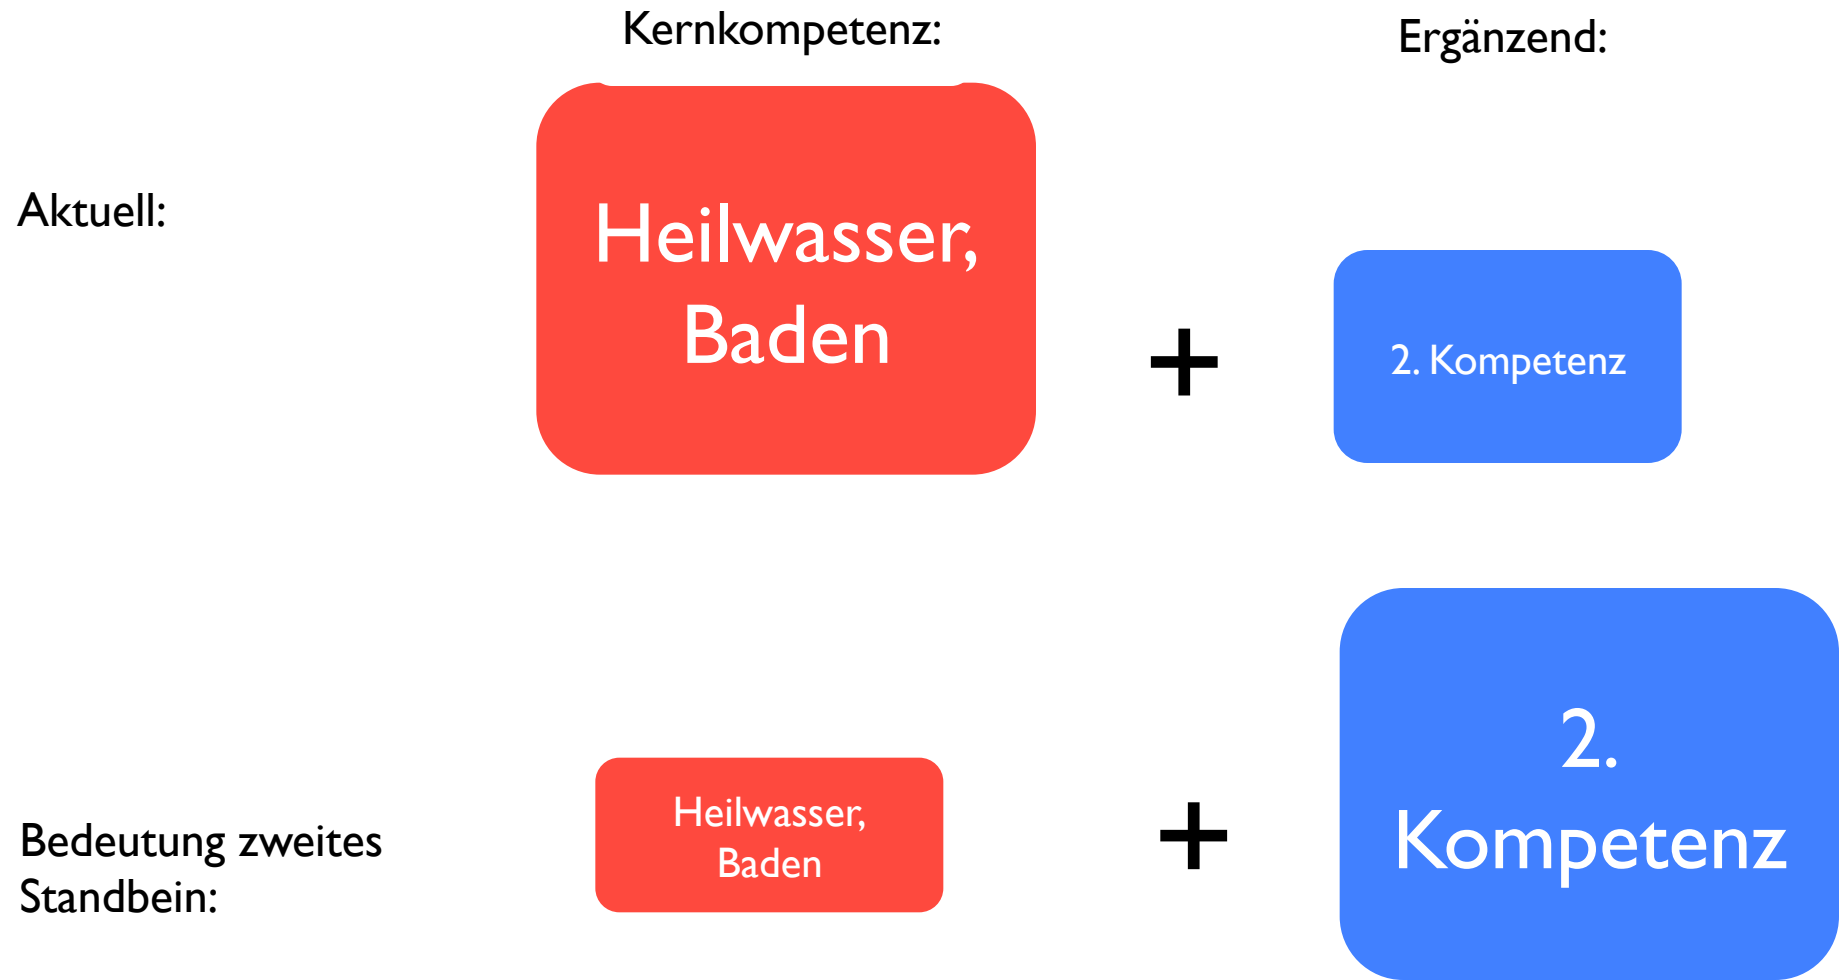 Kernkompetenz:
Ergänzend:
Aktuell:
Heilwasser,
Baden
+
2. Kompetenz
Bedeutung zweites
Standbein:
Heilwasser,
Baden
+
2.
Kompetenz